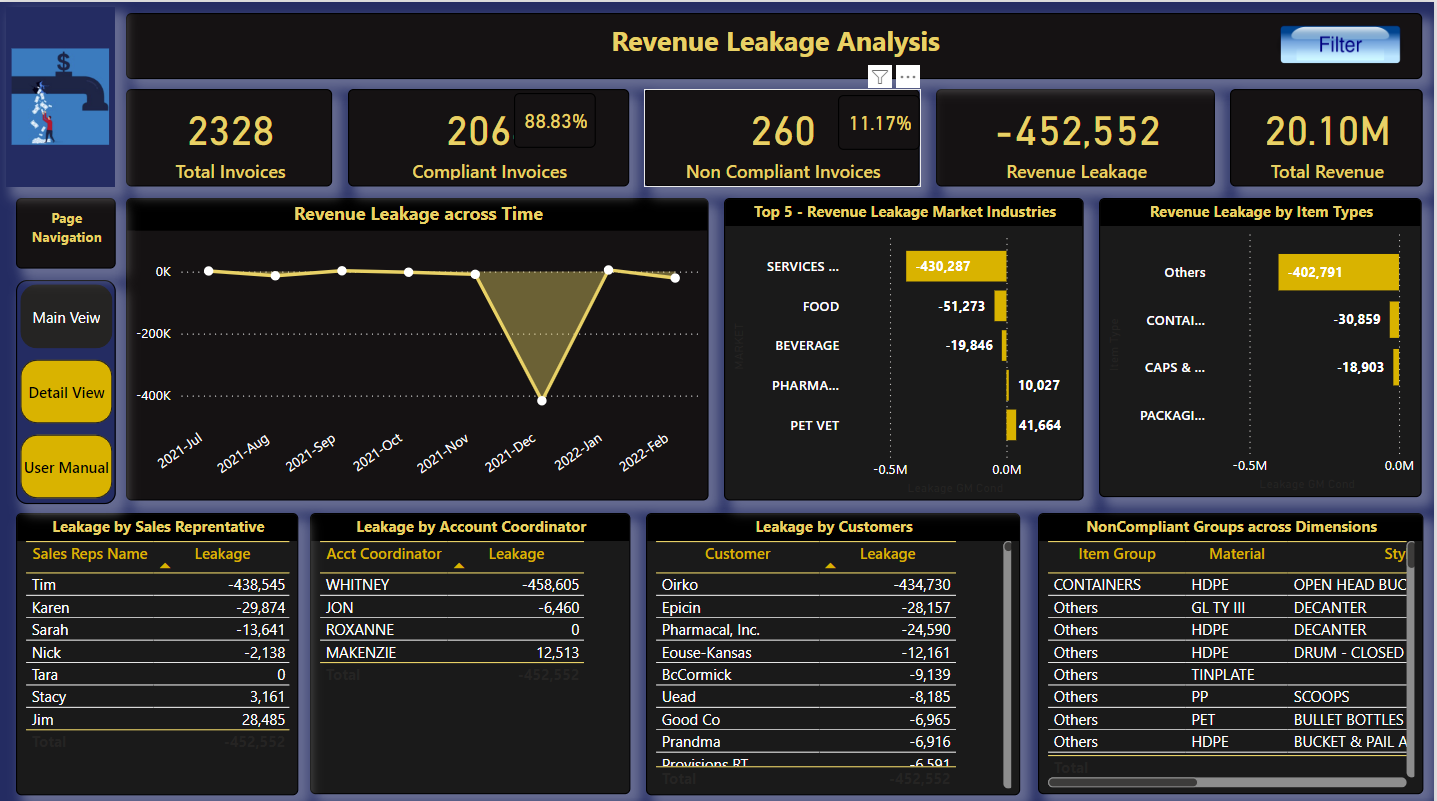 Revenue Leakage Analysis
Filter
$
2328
Total Invoices
206
88.83%
Compliant Invoices
260
11.17%
Non Compliant Invoices
-452,552
Revenue Leakage
20.10M
Total Revenue
Page
Navigation
Main Veiw
Detail View
User Manual
Revenue Leakage across Time
0K
-200K
-400K
2021-Jul
2021-Aug
2021-Sep
2021-Oct
2021-Nov
2021-Dec
2022-Jan
2022-Feb
Top 5 - Revenue Leakage Market Industries
MARKET
SERVICES ... -430,287
FOOD -51,273
BEVERAGE -19,846
PHARMA... 10,027
PET VET 41,664
-0.5M 0.0M
Leakage GM Cond
Revenue Leakage by Item Types
Item Type
Others -402,791
CONTAI... -30,859
CAPS & ... -18,903
PACKAGI...
-0.5M 0.0M
Leakage GM Cond
Leakage by Sales Reprentative
Sales Reps Name Leakage
Tim -438,545
Karen -29,874
Sarah -13,641
Nick -2,138
Tara 0
Stacy 3,161
Jim 28,485
Total -452,552
Leakage by Account Coordinator
Acct Coordinator Leakage
WHITNEY -458,605
JON -6,460
ROXANNE 0
MAKENZIE 12,513
Total -452,552
Leakage by Customers
Customer Leakage
Oirko -434,730
Epicin -28,157
Pharmacal, Inc. -24,590
Eouse-Kansas -12,161
BcCormick -9,139
Uead -8,185
Good Co -6,965
Prandma -6,916
Provisions RT -6,591
Total -452,552
NonCompliant Groups across Dimensions
Item Group Material Sty
CONTAINERS HDPE OPEN HEAD BUC
Others GL TY III DECANTER
Others HDPE DECANTER
Others HDPE DRUM - CLOSED
Others TINPLATE
Others PP SCOOPS
Others PET BULLET BOTTLES
Others HDPE BUCKET & PAIL A
Total